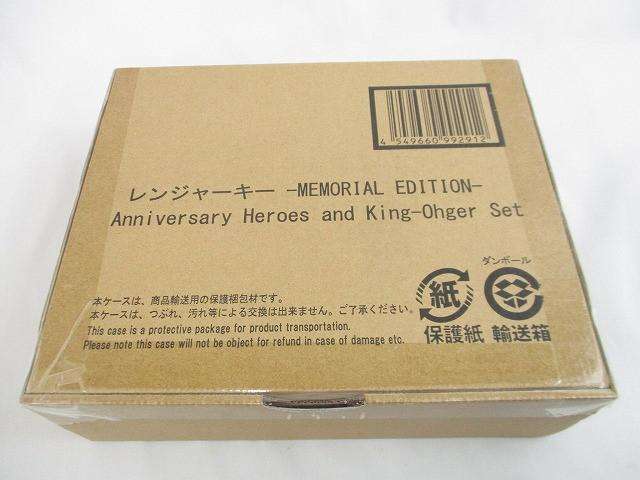 4 549660 992912
レンジャーキー -MEMORIAL EDITION-
Anniversary Heroes and King-Ohger Set
本ケースは、商品輸送用の保護梱包材です。
本ケースは、つぶれ、汚れ等による交換は出来ません。ご了承ください。
This case is a protective package for product transportation.
Please note this case will not be object for refund in case of damage etc.
紙
保護紙
ダンボール
輸送箱